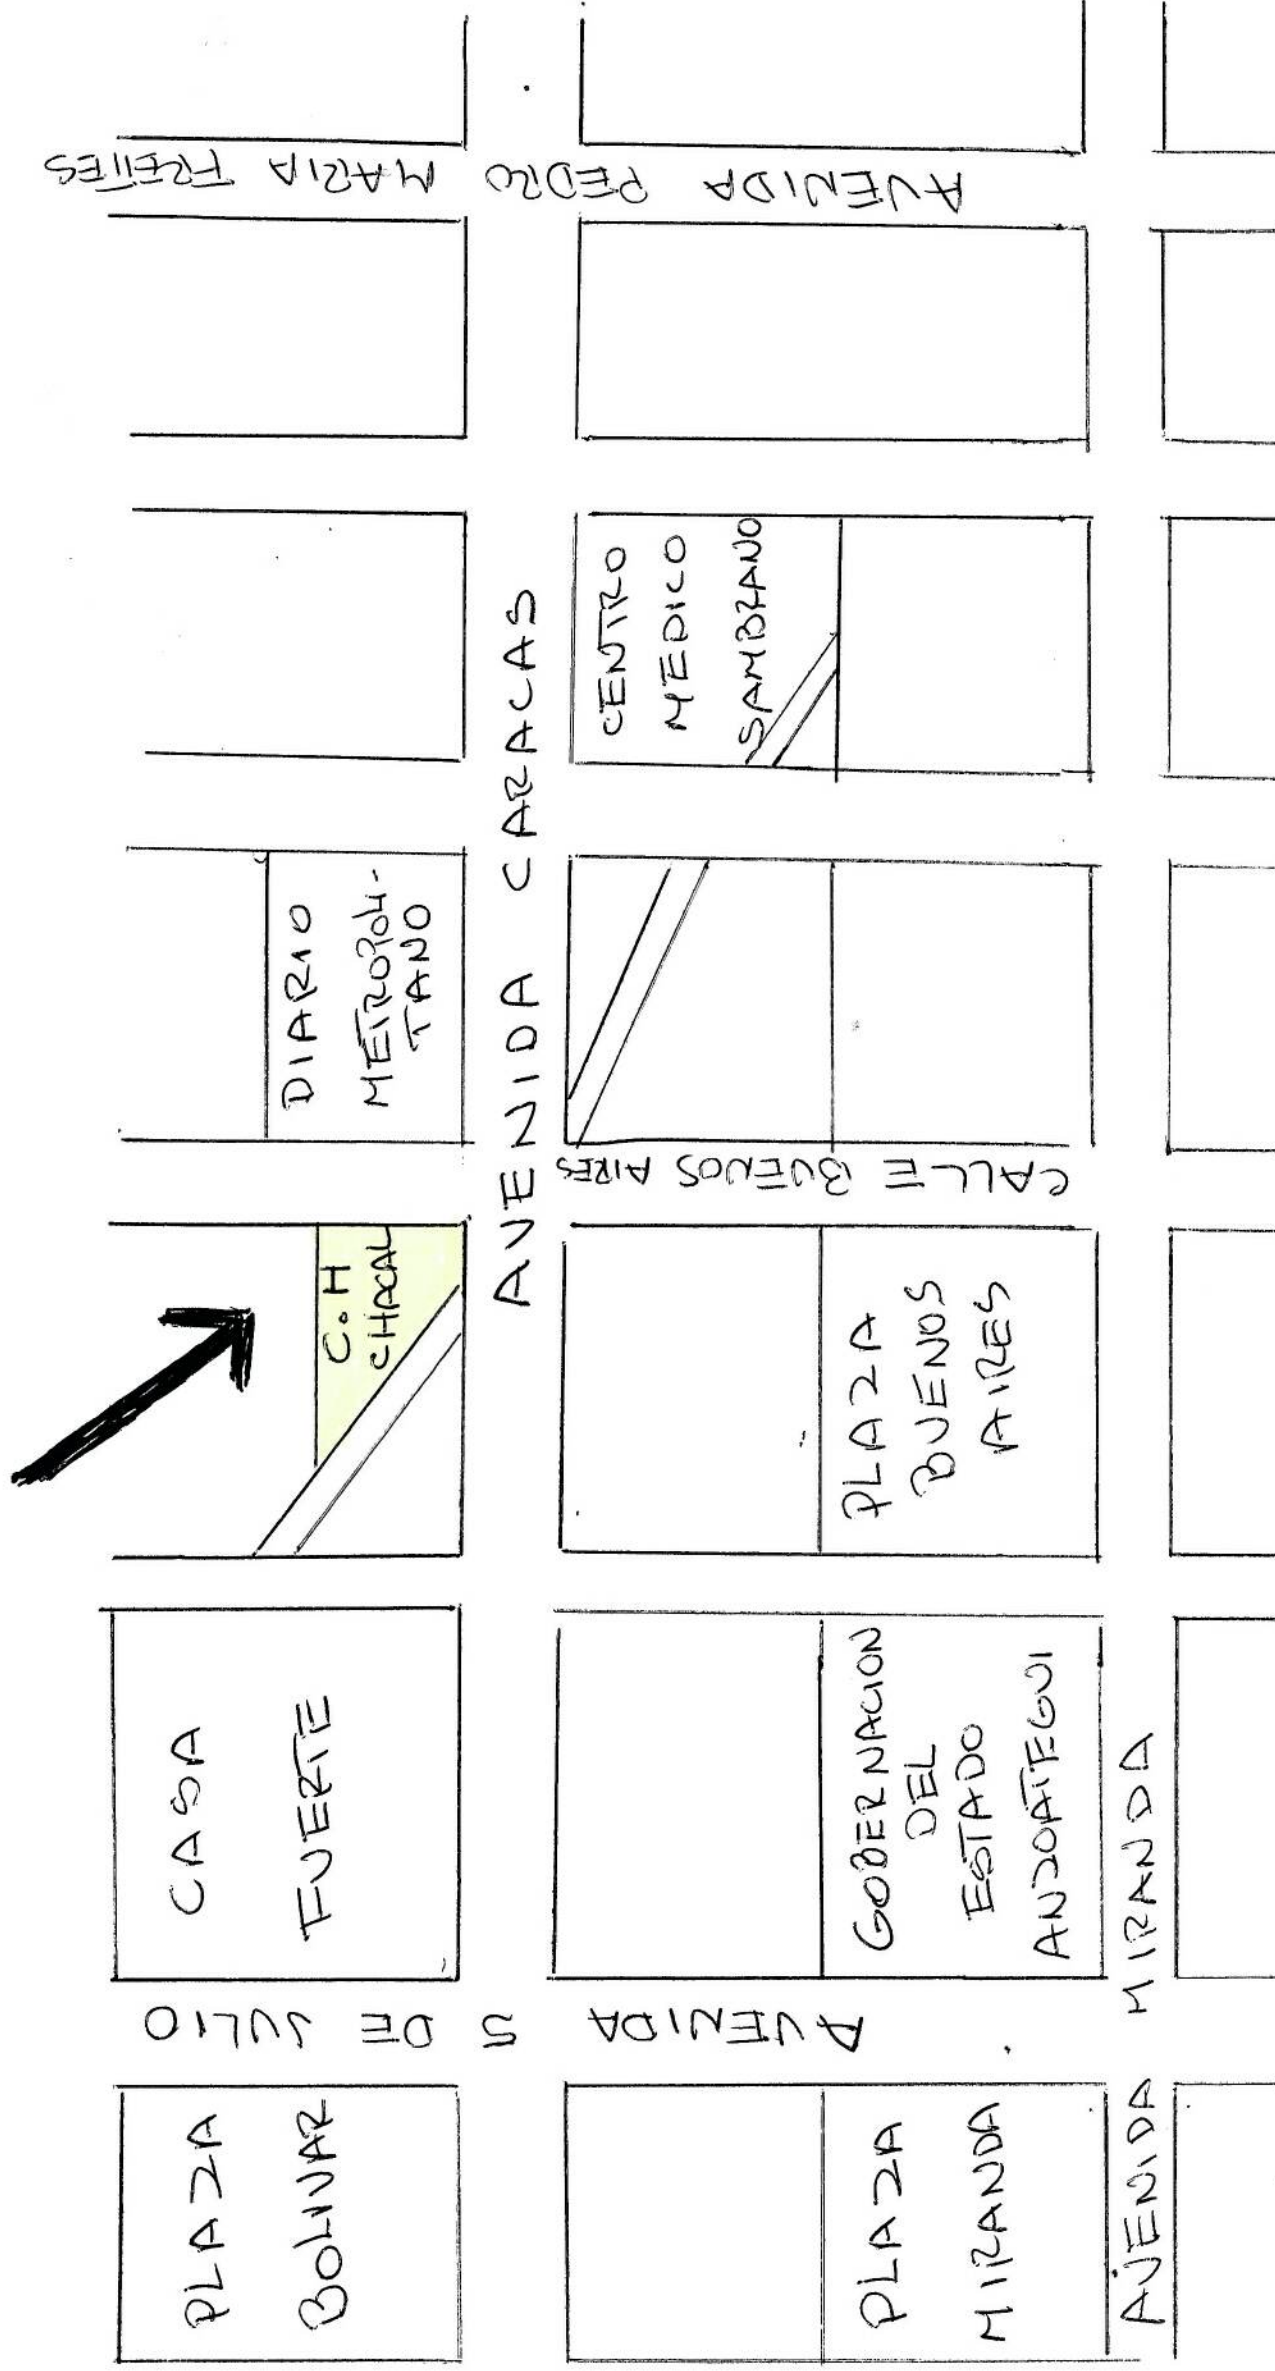 PLAZA
BOLIVAR
CASA
FUERTE
C.H
CHACAL
DIARIO
METROPOLI-
TANO
AVENIDA CARACAS
CENTRO
MEDICO
SAMBRANO
PLAZA
MIRANDA
GOBERNACION
DEL
ESTADO
ANZOATEGUI
PLAZA
BUENOS
AIRES
AVENIDA MIRANDA
AVENIDA 5 DE JULIO
CALLE BUENOS AIRES
AVENIDA PEDRO MARIA FREITES